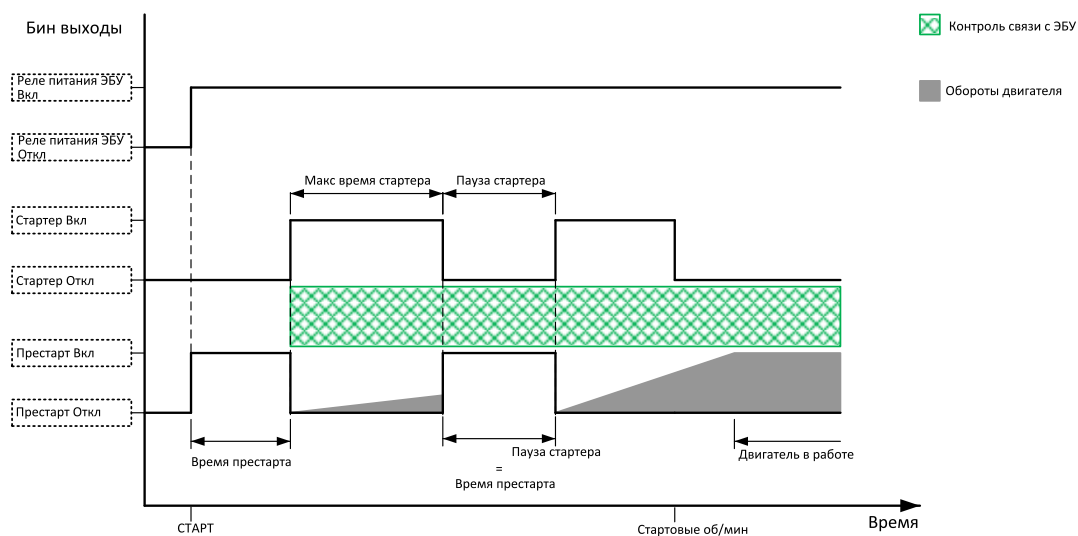 Бин выходы
Контроль связи с ЭБУ
Реле питания ЭБУ
Вкл
Обороты двигателя
Реле питания ЭБУ
Откл
Макс время стартера
Пауза стартера
Стартер Вкл
Стартер Откл
Престарт Вкл
Престарт Откл
Время престарта
Пауза стартера
=
Время престарта
Двигатель в работе
СТАРТ
Стартовые об/мин
Время